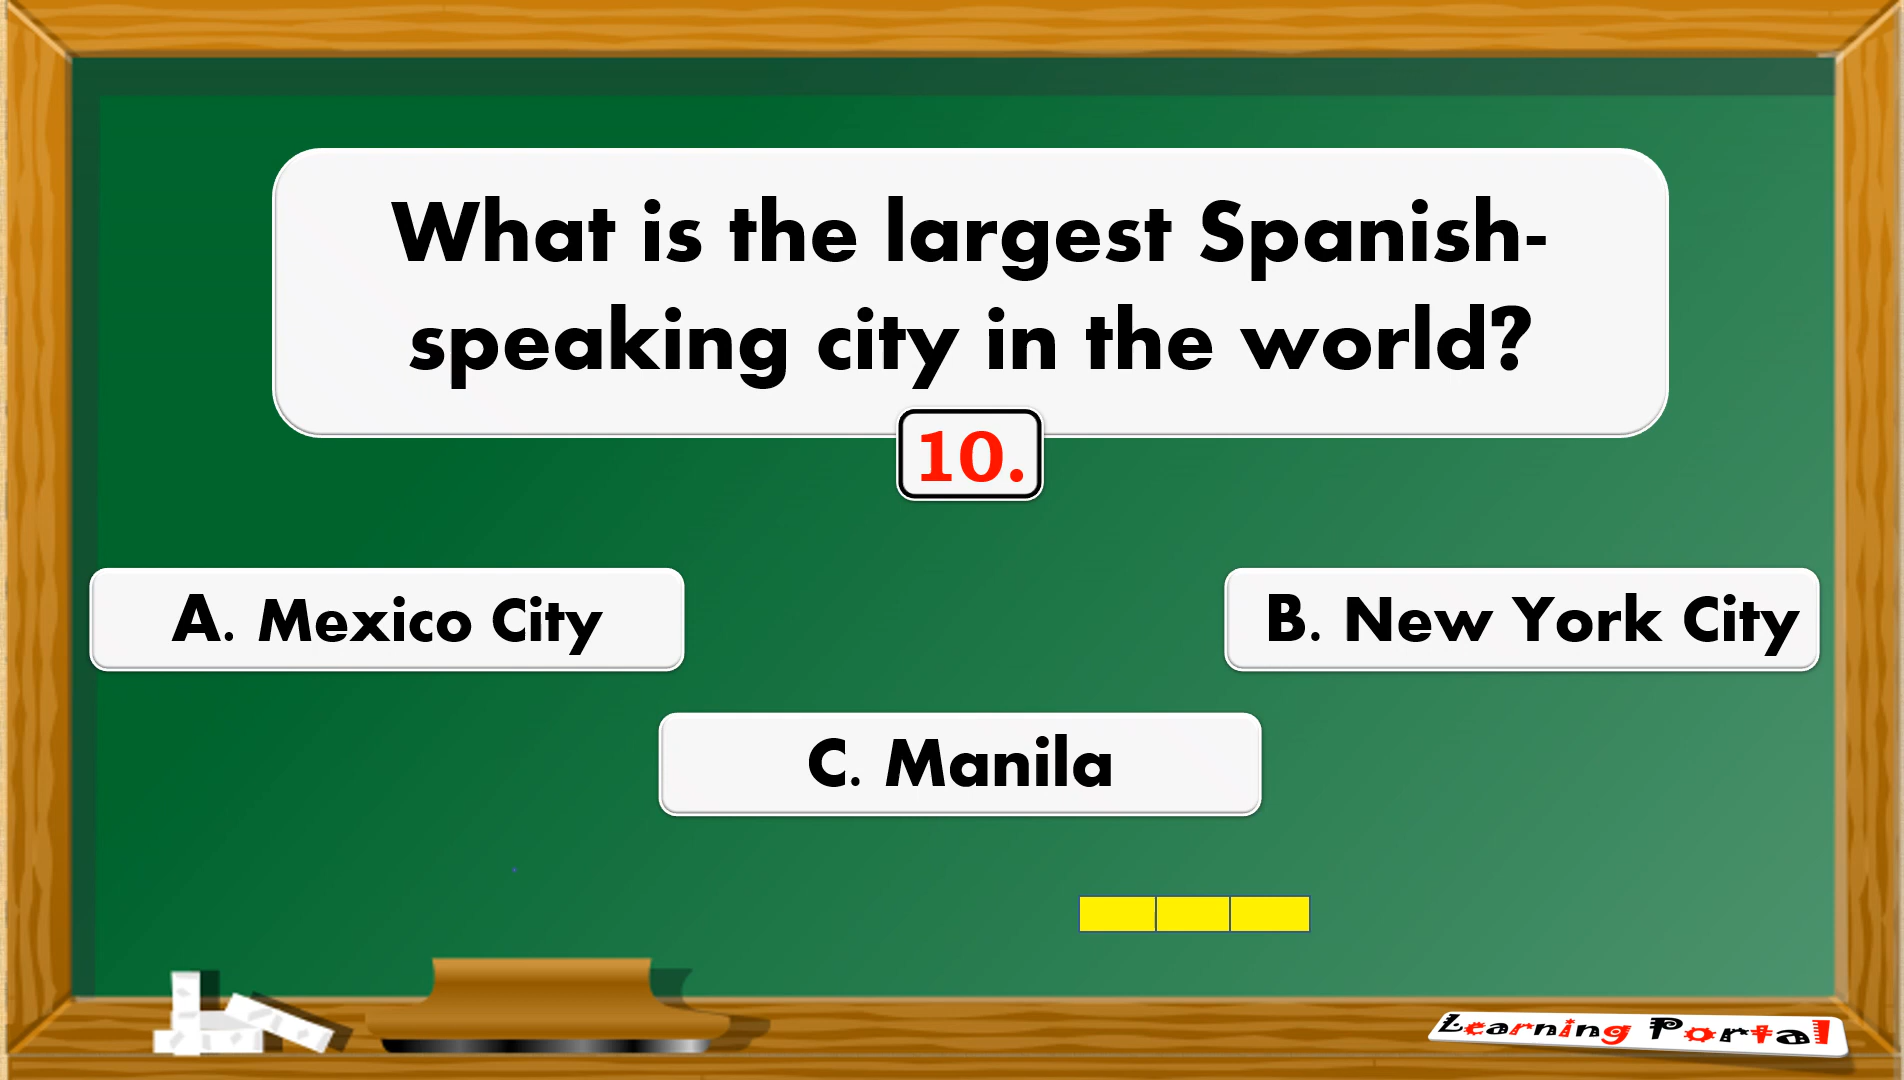 What is the largest Spanish-
speaking city in the world?
10.
A. Mexico City
B. New York City
C. Manila
Learning Portal